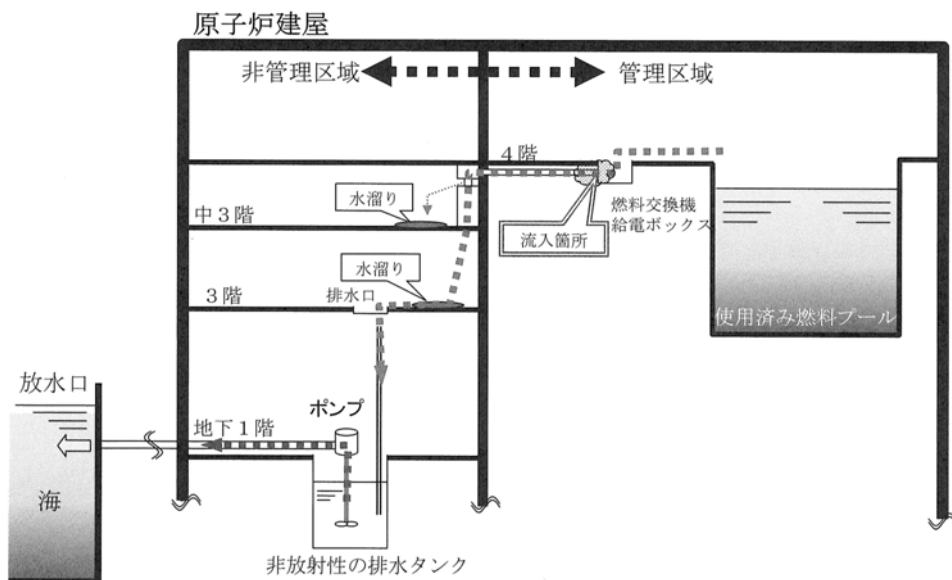 原子炉建屋
非管理区域
管理区域
4階
水溜り
中3階
燃料交換機
給電ボックス
流入箇所
水溜り
3階
排水口
使用済み燃料プール
放水口
ポンプ
地下1階
海
非放射性の排水タンク